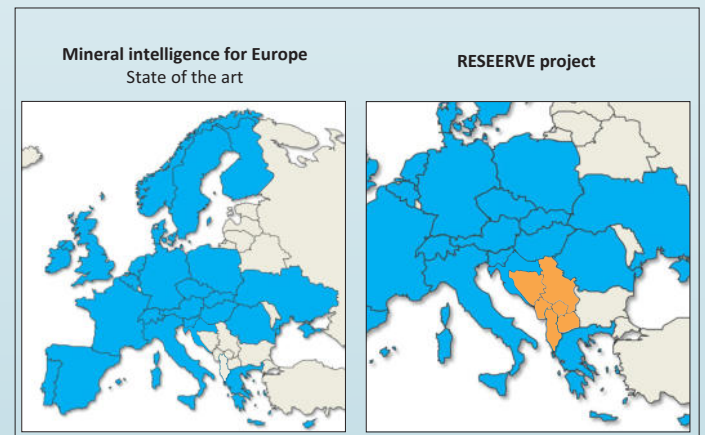 Mineral intelligence for Europe
State of the art
RESEERVE project